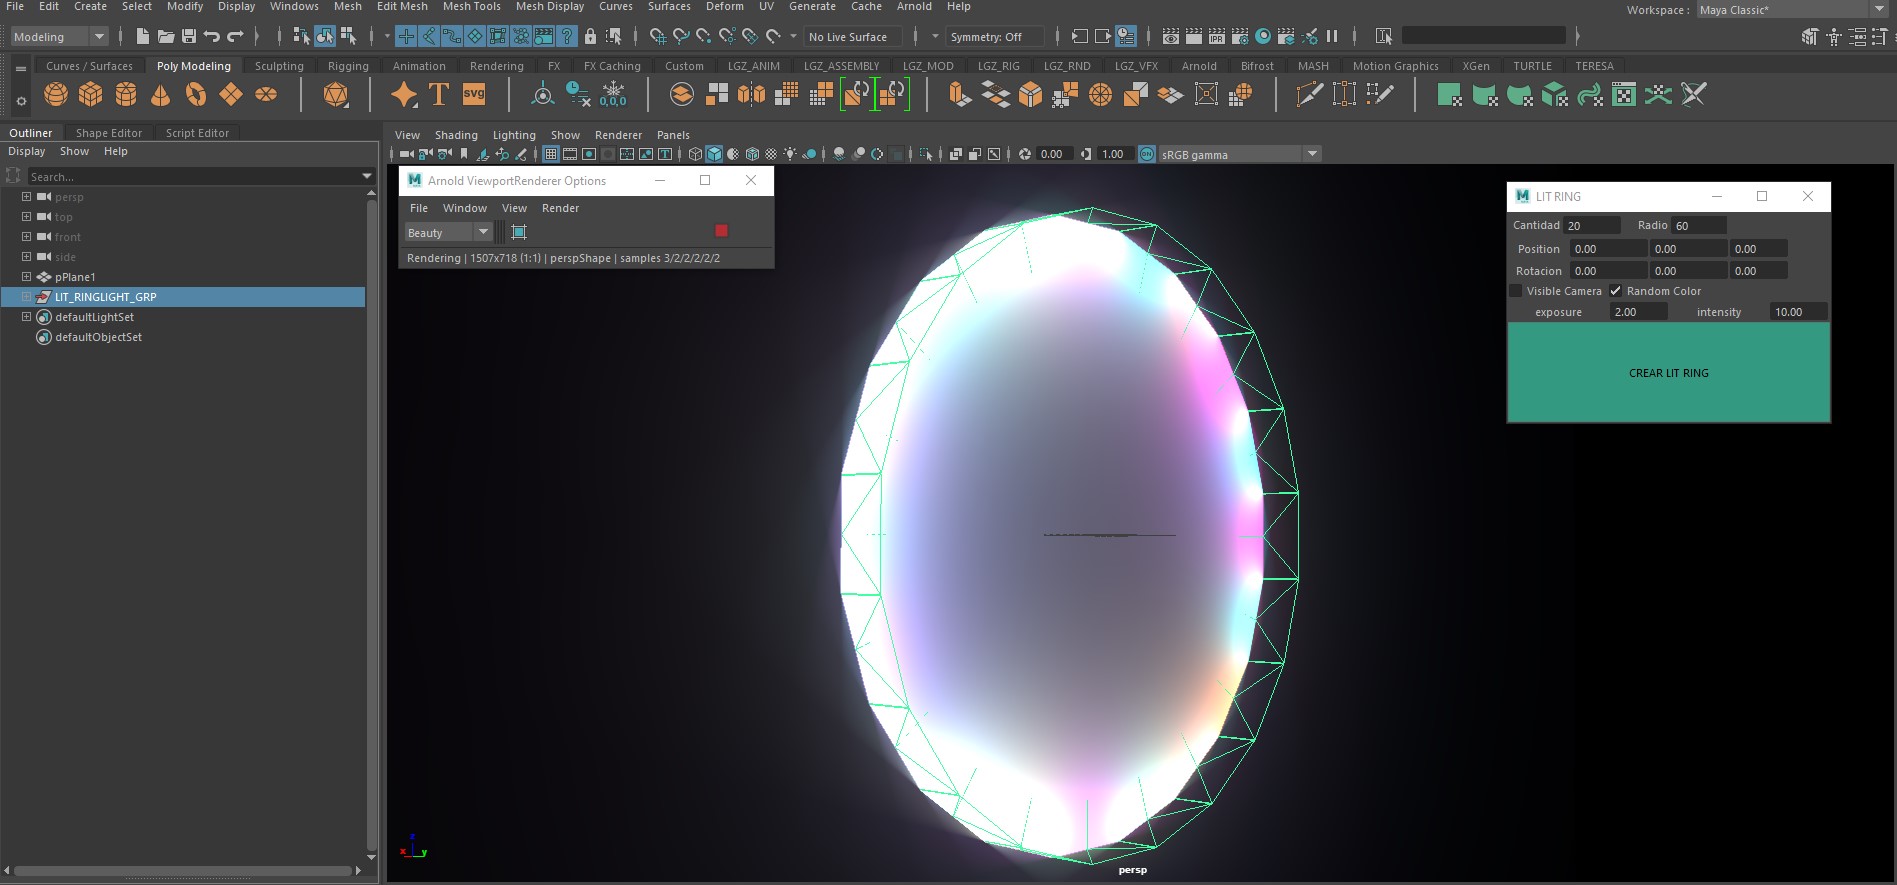 File Edit Create Select Modify Display Windows Mesh Edit Mesh Mesh Tools Mesh Display Curves Surfaces Deform UV Generate Cache Arnold Help
Workspace : Maya Classic*
Modeling No Live Surface Symmetry: Off
Curves / Surfaces Poly Modeling Sculpting Rigging Animation Rendering FX FX Caching Custom LGZ_ANIM LGZ_ASSEMBLY LGZ_MOD LGZ_RIG LGZ_RND LGZ_VFX Arnold Bifrost MASH Motion Graphics XGen TURTLE TERESA
T SVG 0,0,0
Outliner Shape Editor Script Editor
Display Show Help
Search...
persp
top
front
side
pPlane1
LIT_RINGLIGHT_GRP
defaultLightSet
defaultObjectSet
View Shading Lighting Show Renderer Panels
0.00 1.00 ON sRGB gamma
M Arnold ViewportRenderer Options
File Window View Render
Beauty
Rendering | 1507x718 (1:1) | perspShape | samples 3/2/2/2/2/2
M LIT RING
Cantidad 20 Radio 60
Position 0.00 0.00 0.00
Rotacion 0.00 0.00 0.00
Visible Camera Random Color
exposure 2.00 intensity 10.00
CREAR LIT RING
z
x y
persp